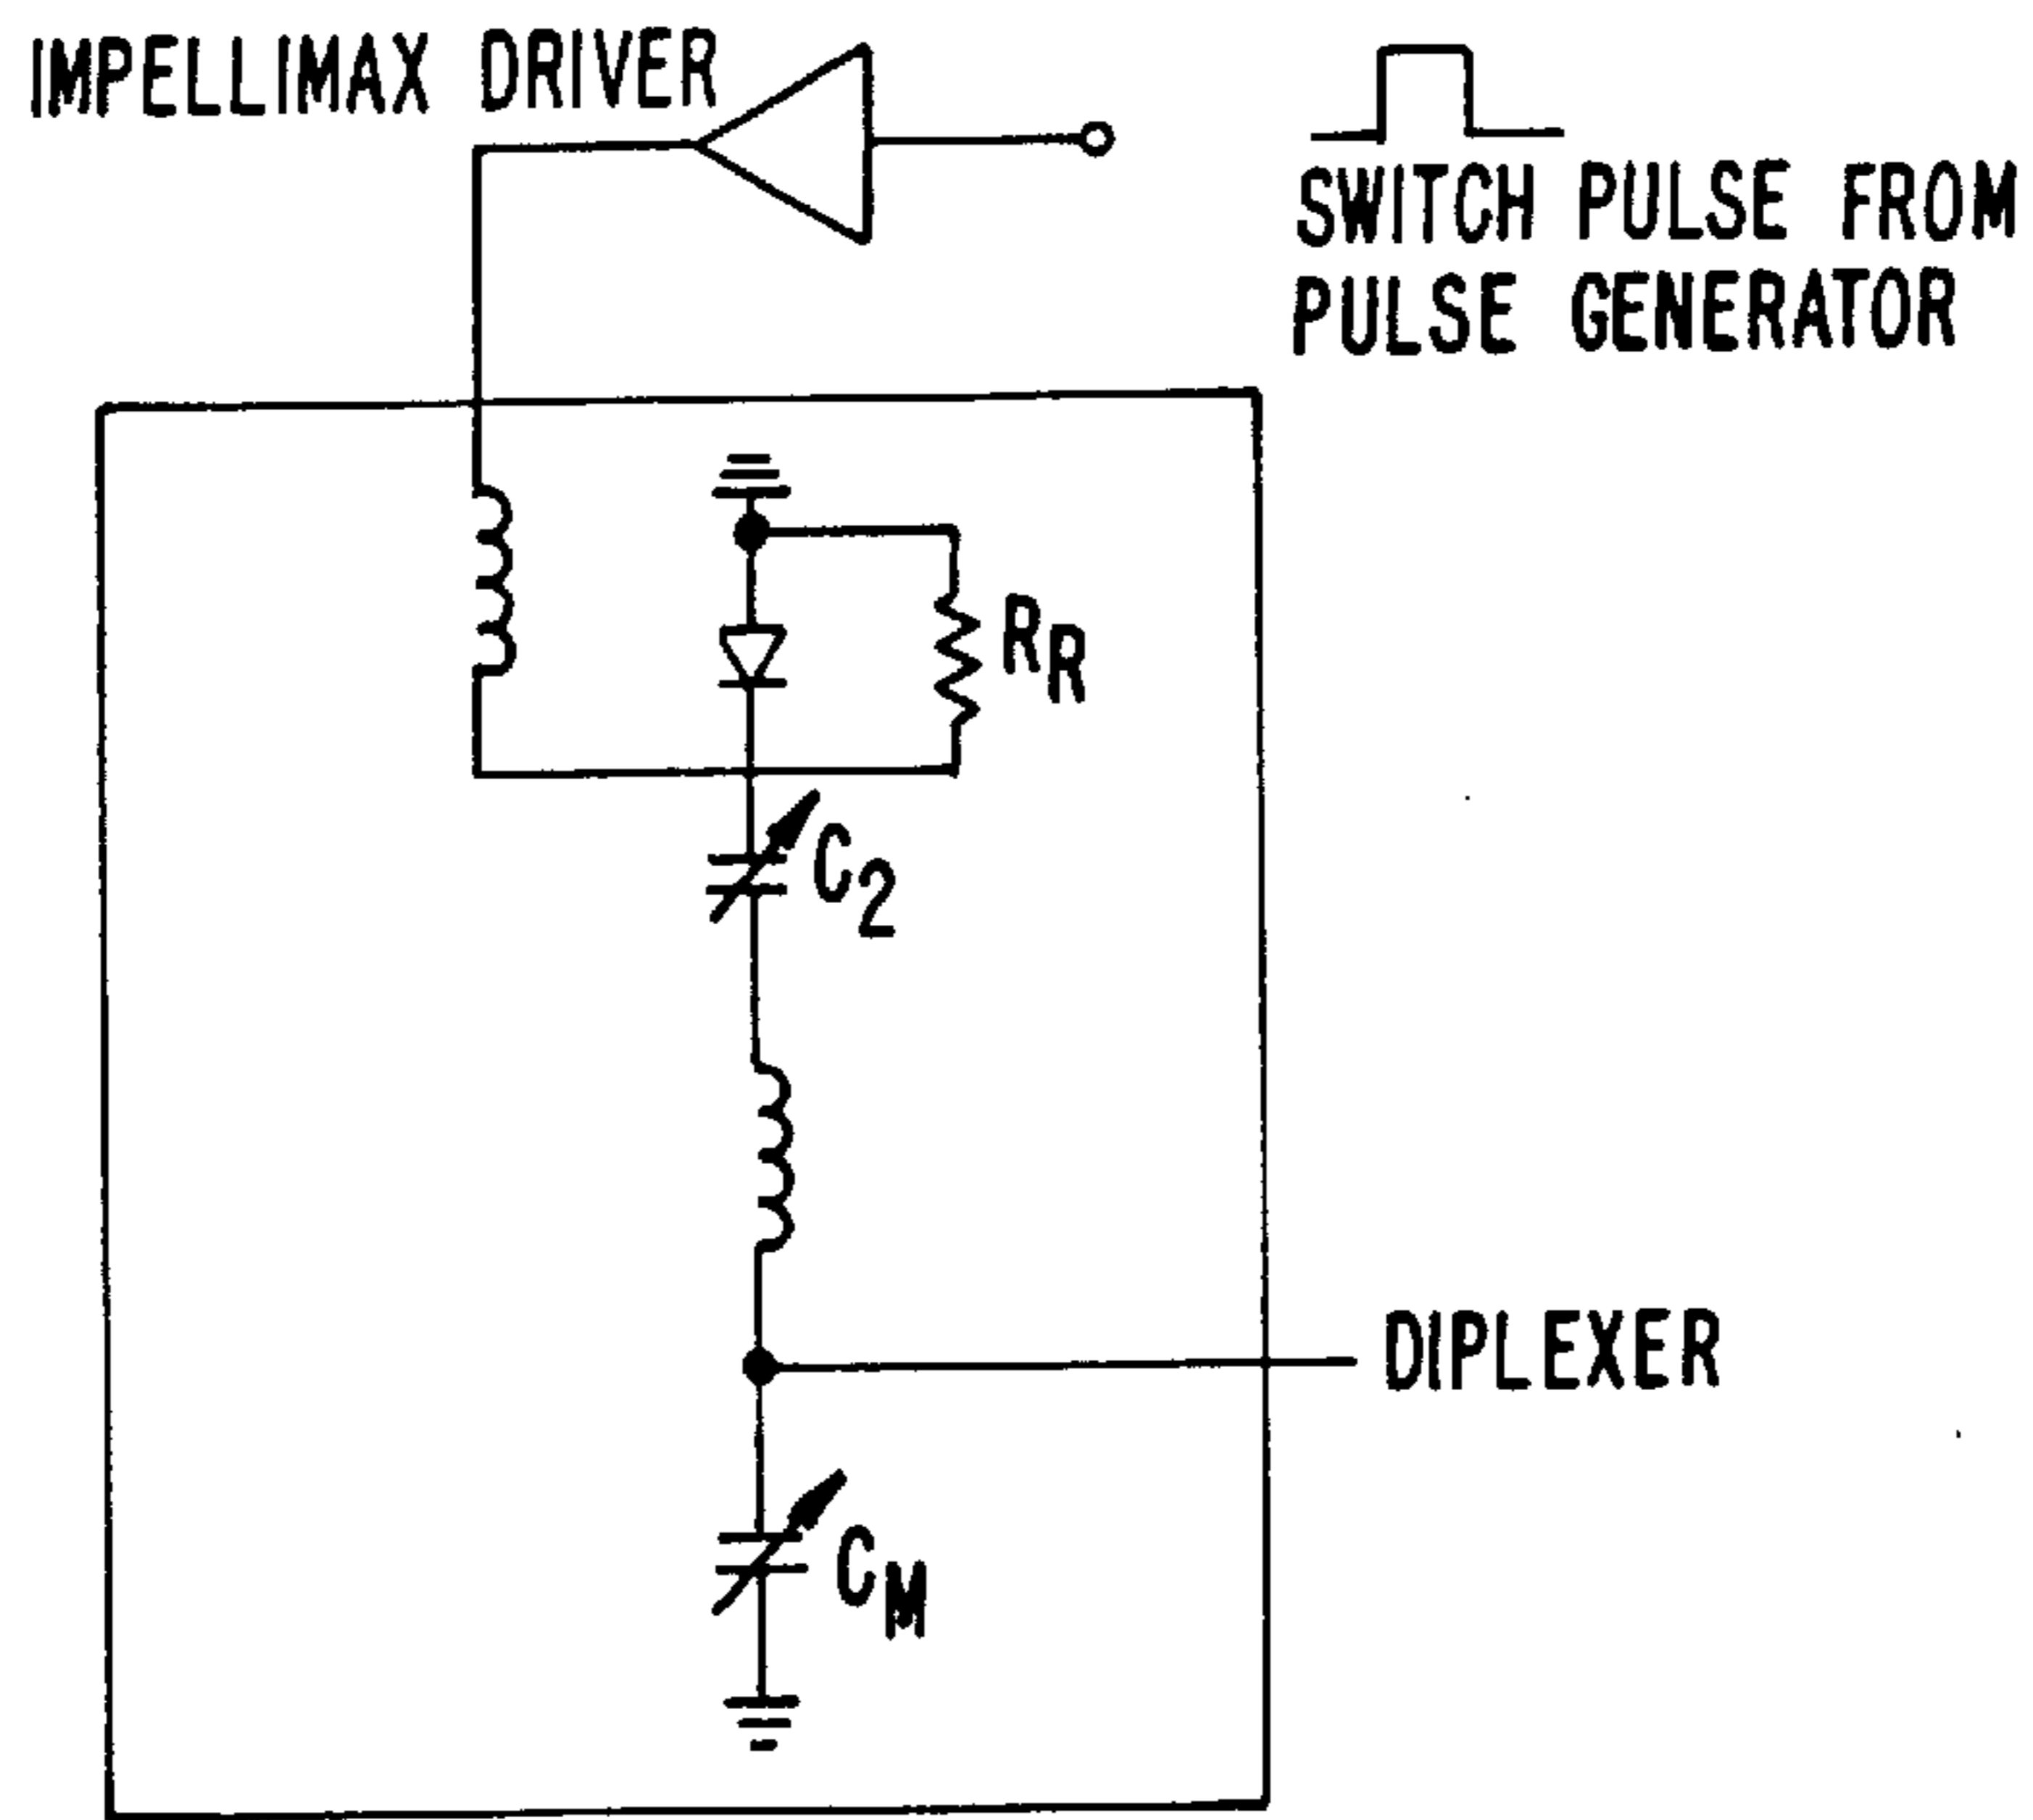 IMPELLIMAX DRIVER
SWITCH PULSE FROM
PULSE GENERATOR
RR
C2
DIPLEXER
CM